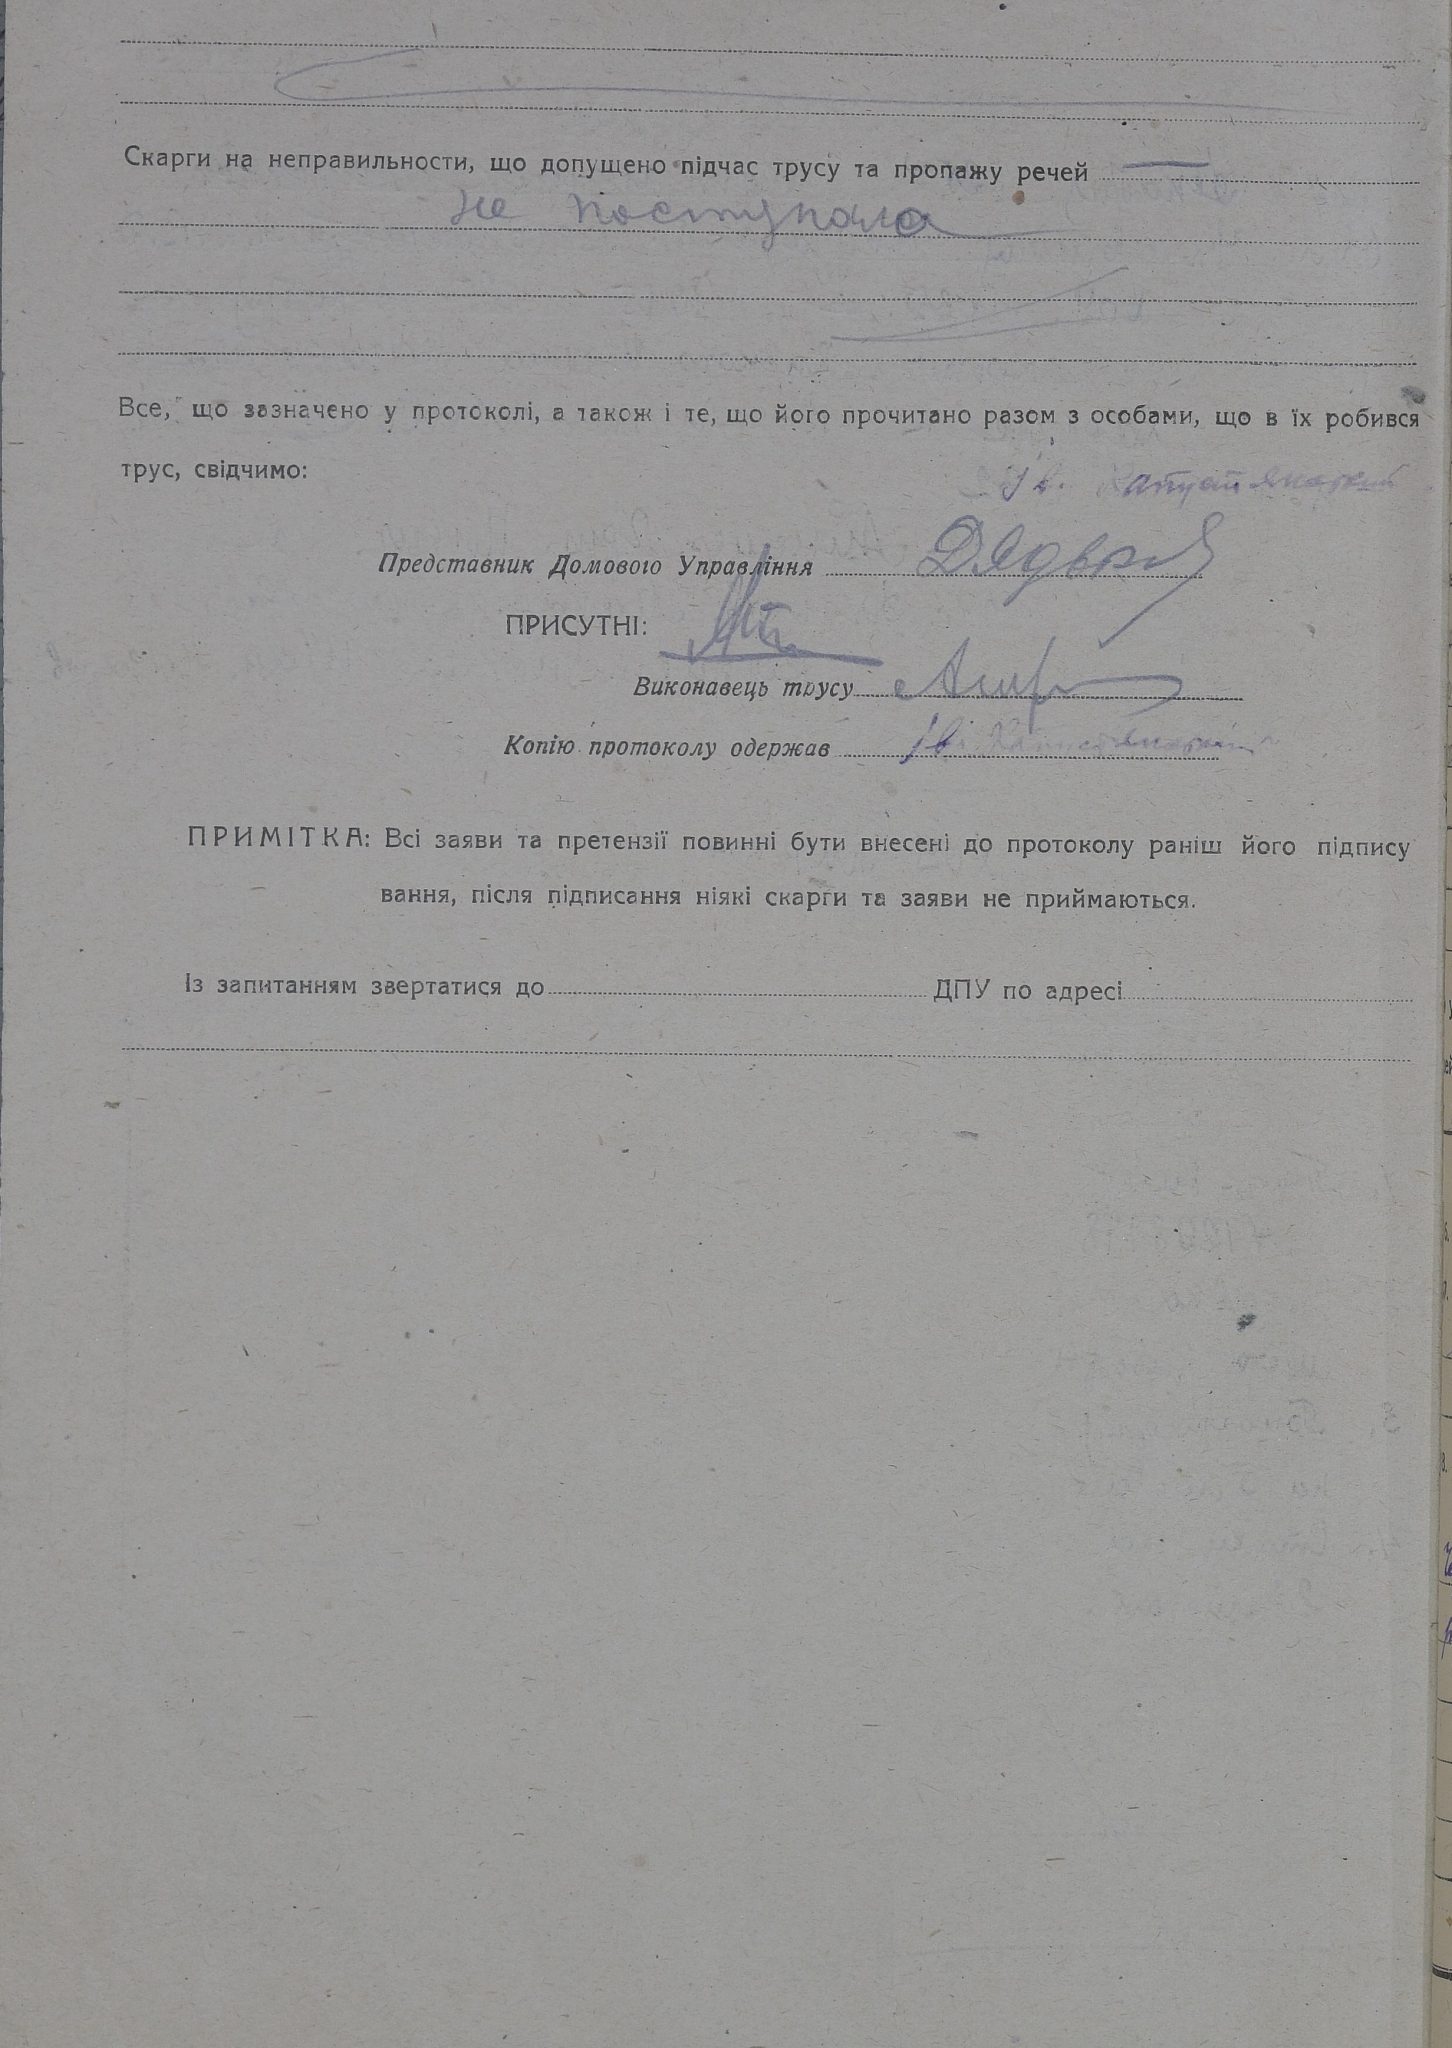 Скарги на неправильности, що допущено підчас трусу та пропажу речей —
не поступало
Все, що зазначено у протоколі, а також і те, що його прочитано разом з особами, що в їх робився
трус, свідчимо:
Ів.
Представник Домового Управління
ПРИСУТНІ:
Виконавець трусу
Копію протоколу одержав Ів.
ПРИМІТКА: Всі заяви та претензії повинні бути внесені до протоколу раніш його підпису
вання, після підписання ніякі скарги та заяви не приймаються.
Із запитанням звертатися до ДПУ по адресі